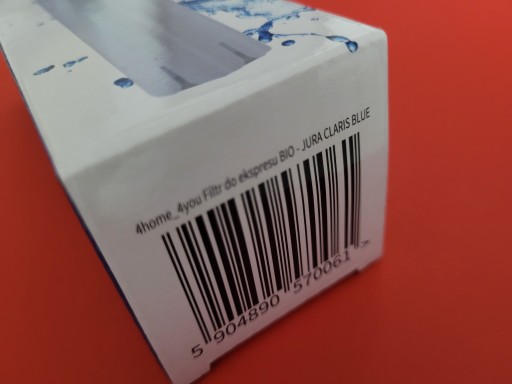 4home_4you Filtr do ekspresu BIO - JURA CLARIS BLUE
5 904890 570061 >